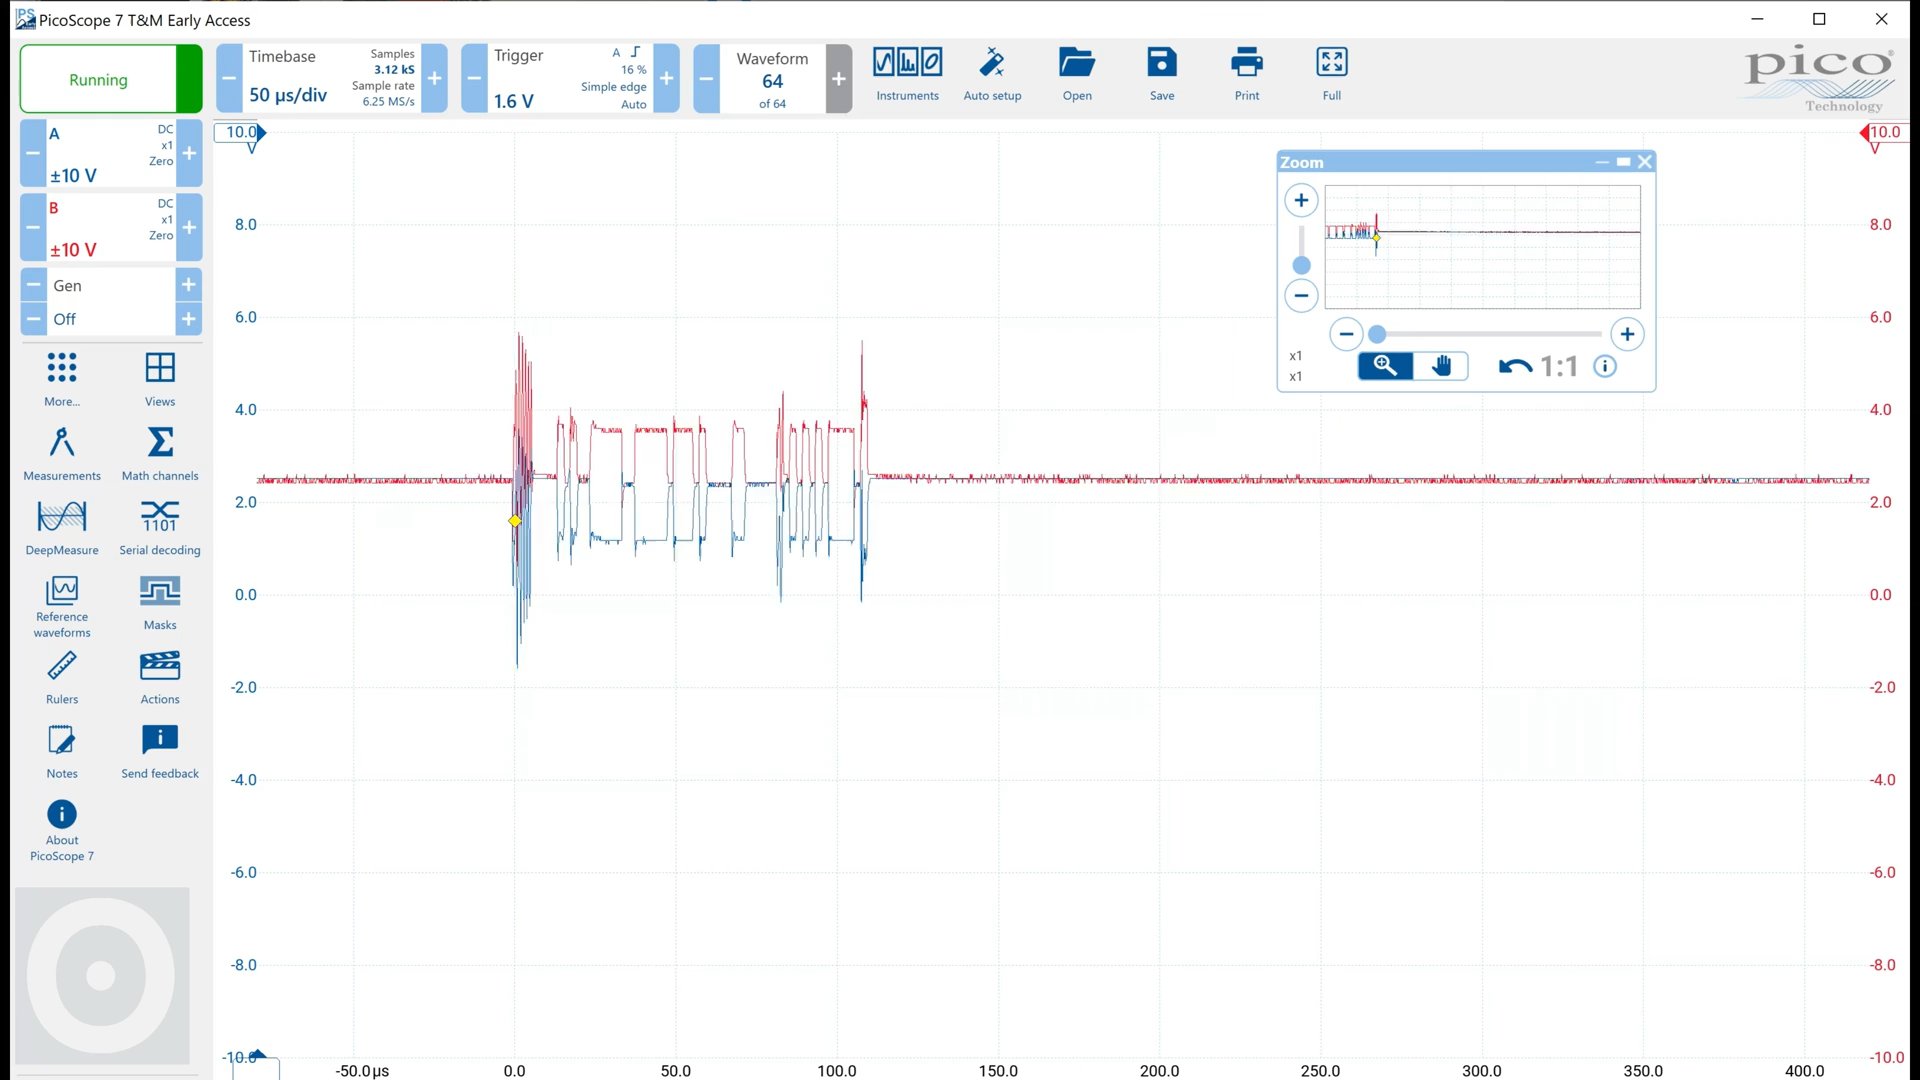 PicoScope 7 T&M Early Access
Running
Timebase
50 µs/div
Samples
3.12 kS
Sample rate
6.25 MS/s
Trigger
1.6 V
A
16 %
Simple edge
Auto
Waveform
64
of 64
Instruments
Auto setup
Open
Save
Print
Full
pico
Technology
A
±10 V
DC
x1
Zero
B
±10 V
DC
x1
Zero
Gen
Off
More...
Views
Measurements
Math channels
DeepMeasure
1101
Serial decoding
Reference
waveforms
Masks
Rulers
Actions
Notes
Send feedback
About
PicoScope 7
10.0
V
8.0
6.0
4.0
2.0
0.0
-2.0
-4.0
-6.0
-8.0
-10.0
Zoom
x1
x1
1:1
10.0
V
8.0
6.0
4.0
2.0
0.0
-2.0
-4.0
-6.0
-8.0
-10.0
-50.0µs
0.0
50.0
100.0
150.0
200.0
250.0
300.0
350.0
400.0